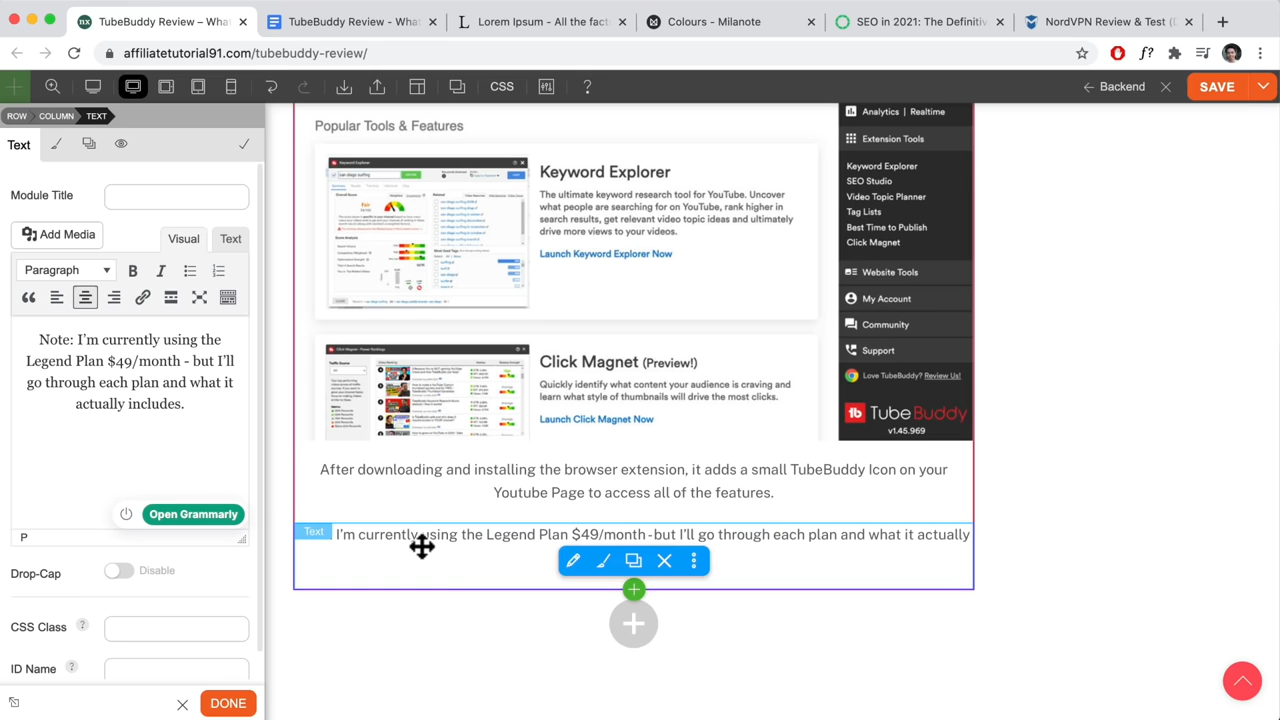 TubeBuddy Review – What
TubeBuddy Review - What
Lorem Ipsum - All the fact
Colours - Milanote
SEO in 2021: The Definitiv
NordVPN Review & Test (
affiliatetutorial91.com/tubebuddy-review/
CSS
?
Backend
SAVE
ROW
COLUMN
TEXT
Text
Module Title
Add Media
Visual
Text
Paragraph
B
I
Note: I'm currently using the
Legend Plan $49/month - but I'll
go through each plan and what it
actually includes.
Open Grammarly
P
Drop-Cap
Disable
CSS Class
?
ID Name
?
DONE
Popular Tools & Features
Keyword Explorer
The ultimate keyword research tool for YouTube. Uncover
what people are searching for on YouTube, rank higher in
search results, get relevant video topic ideas and ultimately
drive more views to your videos.
Launch Keyword Explorer Now
Click Magnet (Preview!)
Quickly identify what content your audience is craving and
learn what style of thumbnails will drive the most clicks.
Launch Click Magnet Now
Analytics | Realtime
Extension Tools
Keyword Explorer
SEO Studio
Video Topic Planner
Tag Lists
Best Time to Publish
Click Magnet
Website Tools
My Account
Community
Support
Love TubeBuddy? Review Us!
TubeBuddy
v1.45.969
After downloading and installing the browser extension, it adds a small TubeBuddy Icon on your
Youtube Page to access all of the features.
Text
I'm currently using the Legend Plan $49/month - but I'll go through each plan and what it actually